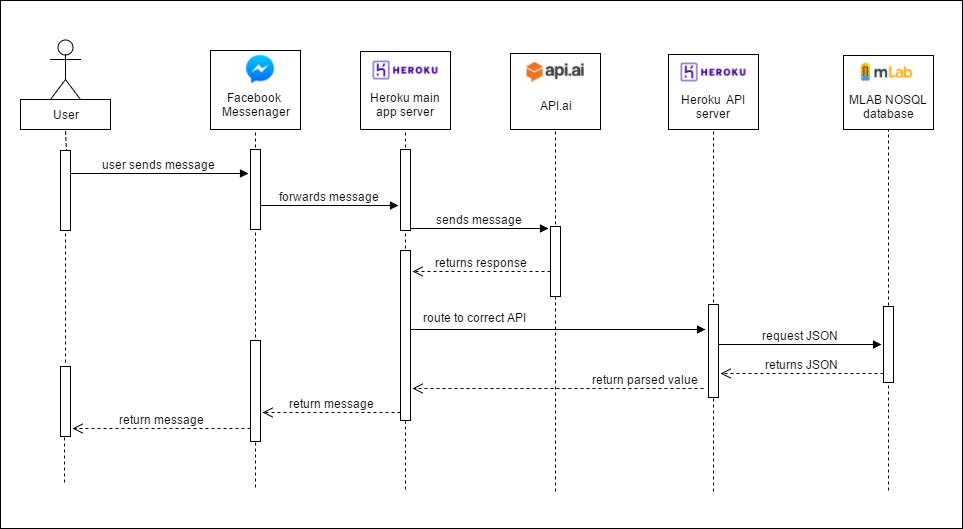 User
Facebook
Messenager
HEROKU
Heroku main
app server
api.ai
API.ai
HEROKU
Heroku API
server
mLab
MLAB NOSQL
database
user sends message
forwards message
sends message
returns response
route to correct API
request JSON
returns JSON
return parsed value
return message
return message